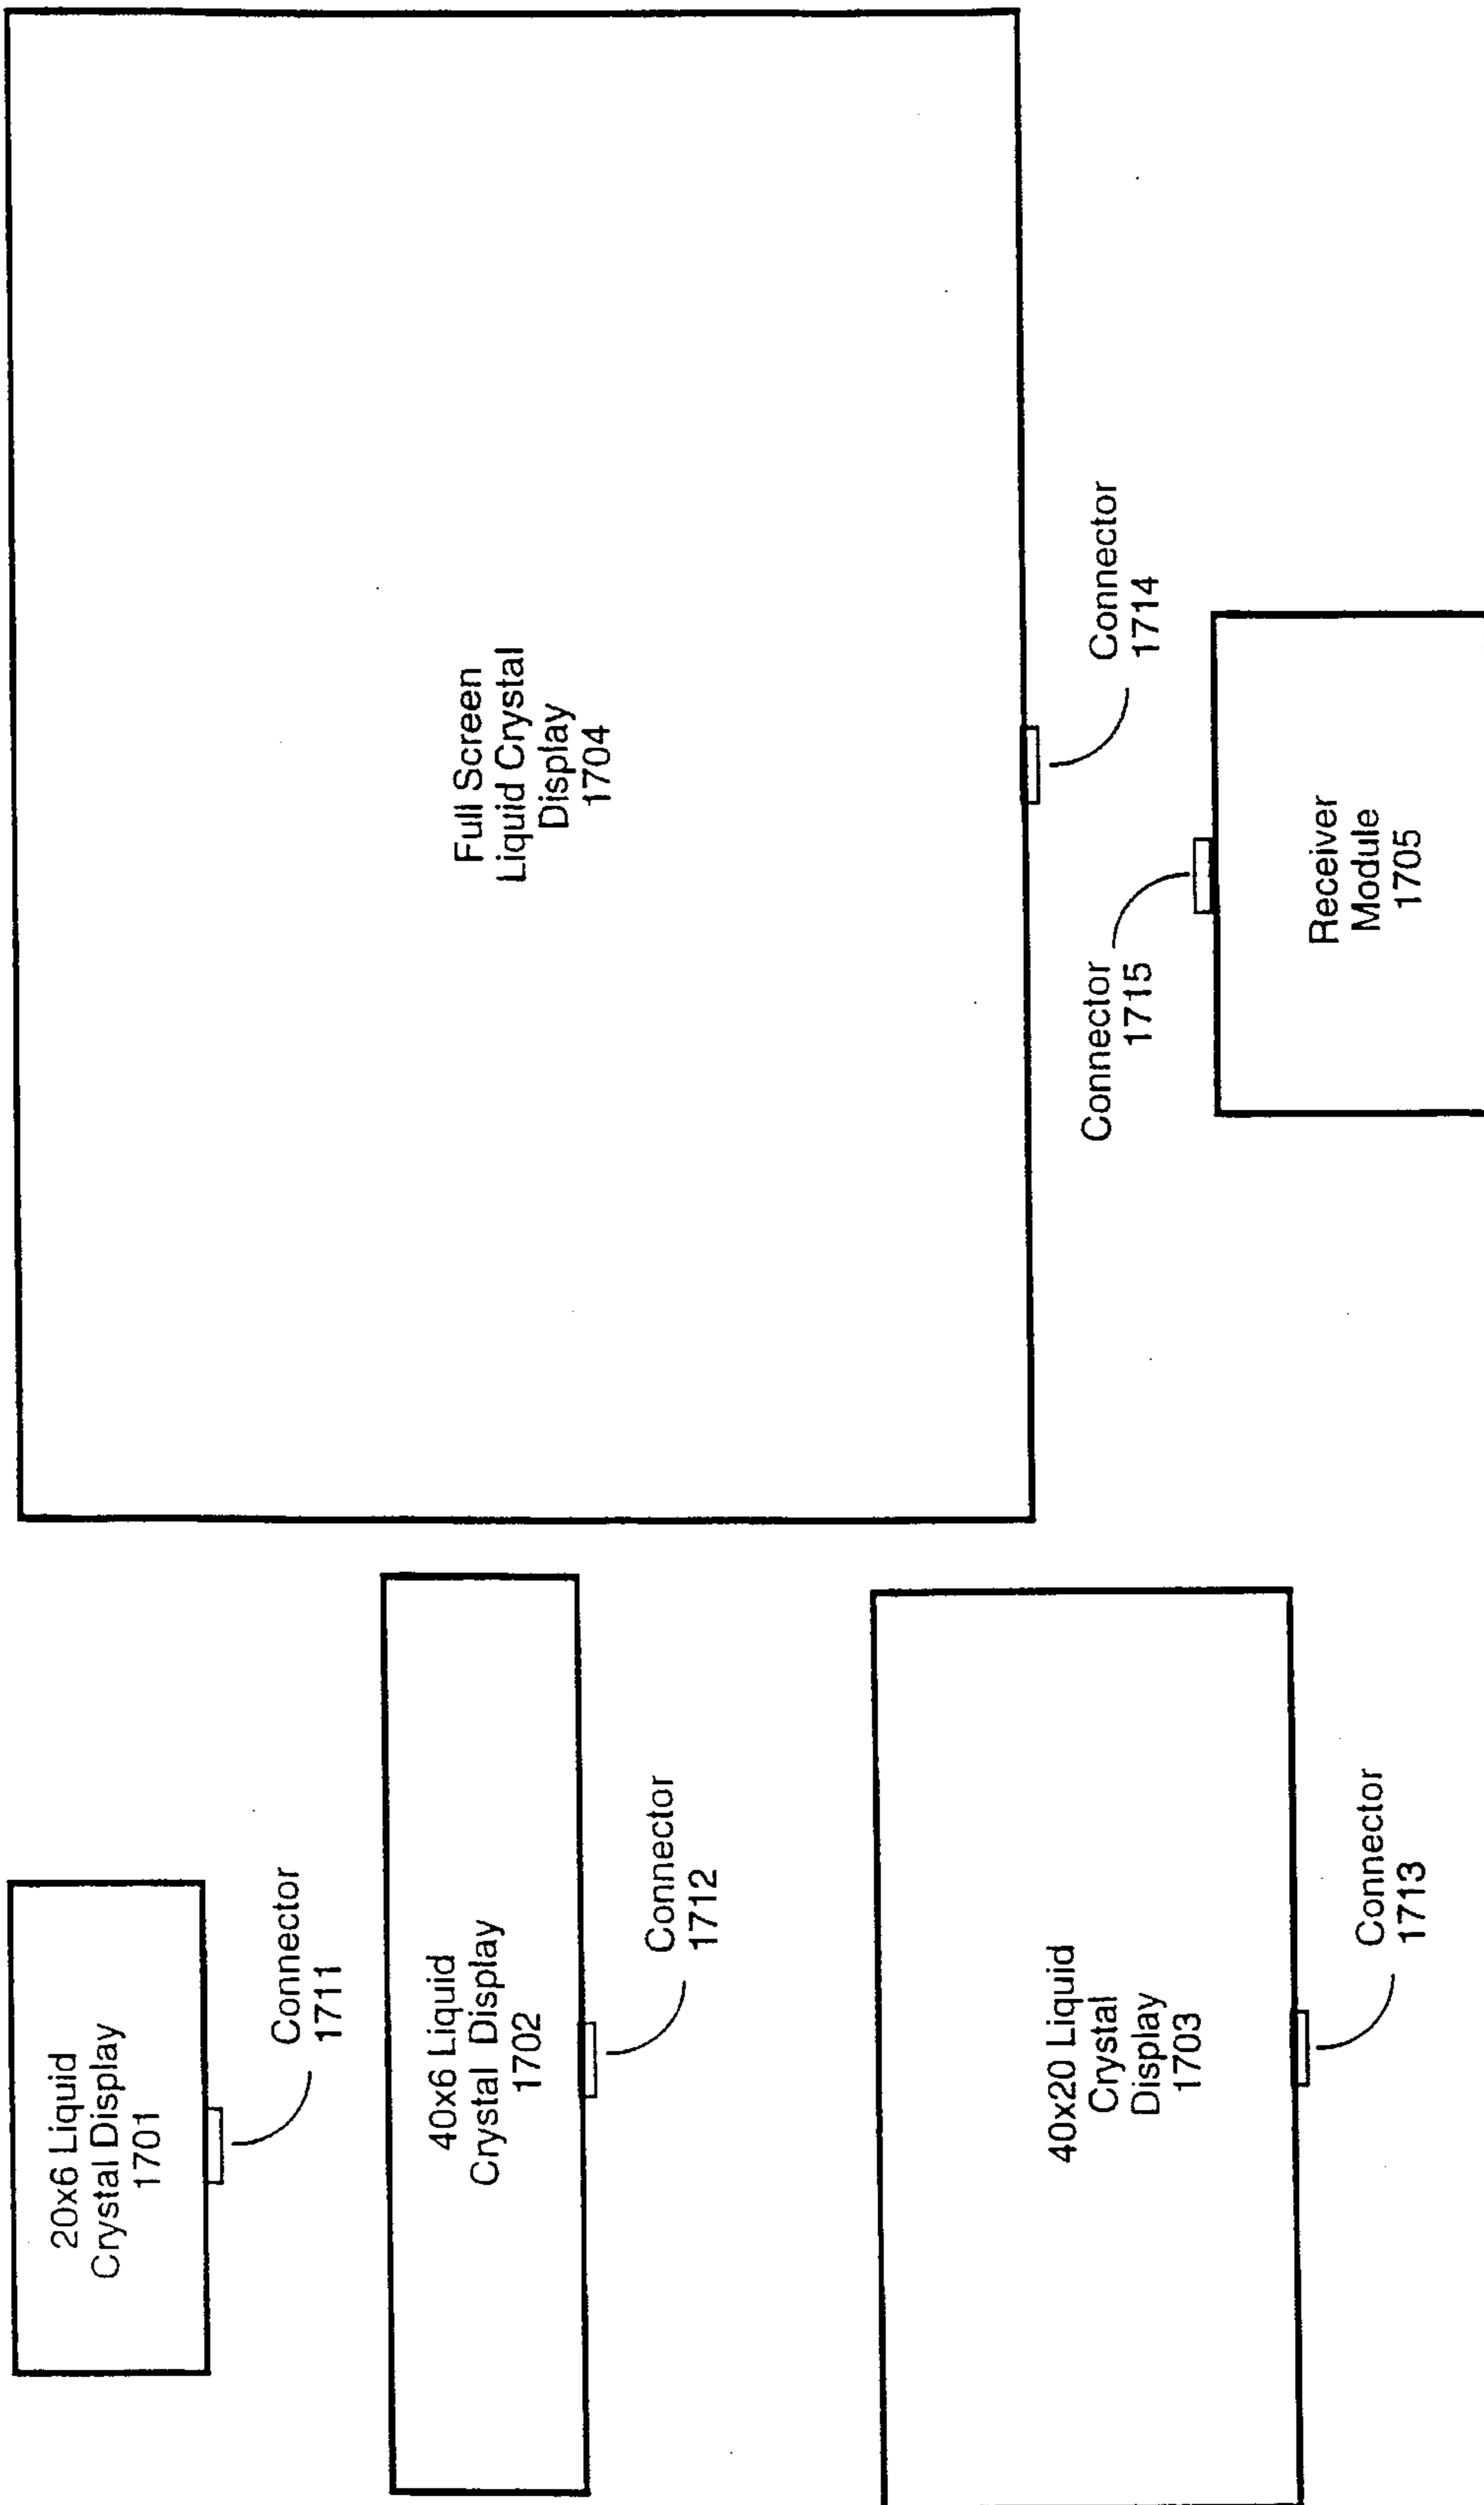 20x6 Liquid
Crystal Display
1701
Connector
1711
40x6 Liquid
Crystal Display
1702
Connector
1712
40x20 Liquid
Crystal
Display
1703
Connector
1713
Full Screen
Liquid Crystal
Display
1704
Connector
1714
Connector
1715
Receiver
Module
1705